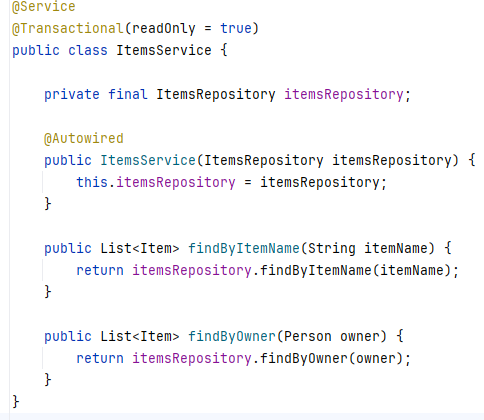 @Service
@Transactional(readOnly = true)
public class ItemsService {
private final ItemsRepository itemsRepository;
@Autowired
public ItemsService(ItemsRepository itemsRepository) {
this.itemsRepository = itemsRepository;
}
public List<Item> findByItemName(String itemName) {
return itemsRepository.findByItemName(itemName);
}
public List<Item> findByOwner(Person owner) {
return itemsRepository.findByOwner(owner);
}
}